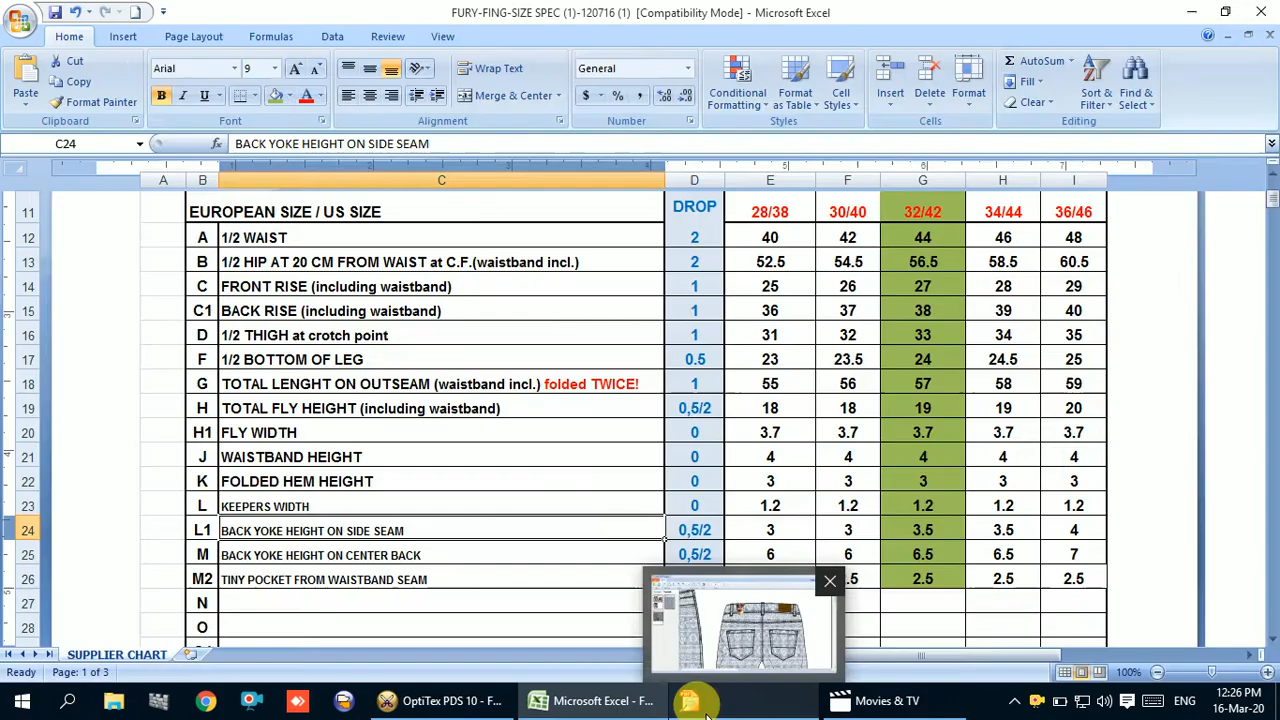 FURY-FING-SIZE SPEC (1)-120716 (1) [Compatibility Mode] - Microsoft Excel
Home Insert Page Layout Formulas Data Review View
Cut Arial 9 Wrap Text General AutoSum
Copy Fill
Paste Format Painter Merge & Center $ % , Conditional Formatting Format as Table Cell Styles Insert Delete Format Clear Sort & Filter Find & Select
Clipboard Font Alignment Number Styles Cells Editing
C24 fx BACK YOKE HEIGHT ON SIDE SEAM
A B C D E F G H I
11 EUROPEAN SIZE / US SIZE DROP 28/38 30/40 32/42 34/44 36/46
12 A 1/2 WAIST 2 40 42 44 46 48
13 B 1/2 HIP AT 20 CM FROM WAIST at C.F.(waistband incl.) 2 52.5 54.5 56.5 58.5 60.5
14 C FRONT RISE (including waistband) 1 25 26 27 28 29
15 C1 BACK RISE (including waistband) 1 36 37 38 39 40
16 D 1/2 THIGH at crotch point 1 31 32 33 34 35
17 F 1/2 BOTTOM OF LEG 0.5 23 23.5 24 24.5 25
18 G TOTAL LENGHT ON OUTSEAM (waistband incl.) folded TWICE! 1 55 56 57 58 59
19 H TOTAL FLY HEIGHT (including waistband) 0,5/2 18 18 19 19 20
20 H1 FLY WIDTH 0 3.7 3.7 3.7 3.7 3.7
21 J WAISTBAND HEIGHT 0 4 4 4 4 4
22 K FOLDED HEM HEIGHT 0 3 3 3 3 3
23 L KEEPERS WIDTH 0 1.2 1.2 1.2 1.2 1.2
24 L1 BACK YOKE HEIGHT ON SIDE SEAM 0,5/2 3 3 3.5 3.5 4
25 M BACK YOKE HEIGHT ON CENTER BACK 0,5/2 6 6 6.5 6.5 7
26 M2 TINY POCKET FROM WAISTBAND SEAM .5 2.5 2.5 2.5
27 N
28 O
SUPPLIER CHART
Ready Page: 1 of 3 100%
OptiTex PDS 10 - F... Microsoft Excel - F... Movies & TV ENG 12:26 PM
16-Mar-20